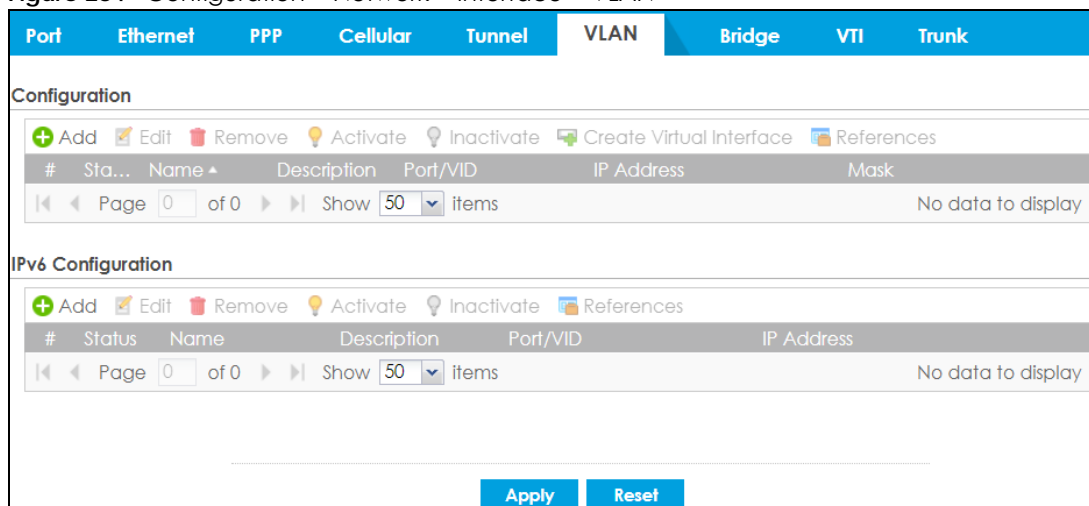 Port Ethernet PPP Cellular Tunnel VLAN Bridge VTI Trunk
Configuration
Add Edit Remove Activate Inactivate Create Virtual Interface References
# Sta... Name Description Port/VID IP Address Mask
Page 0 of 0 Show 50 items No data to display
IPv6 Configuration
Add Edit Remove Activate Inactivate References
# Status Name Description Port/VID IP Address
Page 0 of 0 Show 50 items No data to display
Apply Reset